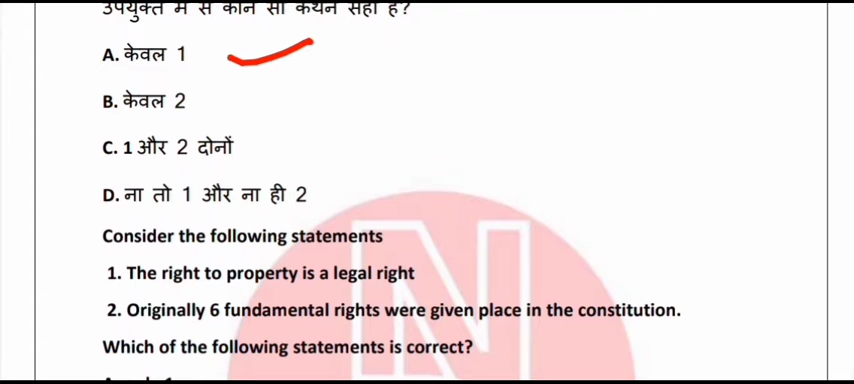 उपर्युक्त में से कौन सा कथन सही है?
A. केवल 1
B. केवल 2
C. 1 और 2 दोनों
D. ना तो 1 और ना ही 2
Consider the following statements
1. The right to property is a legal right
2. Originally 6 fundamental rights were given place in the constitution.
Which of the following statements is correct?